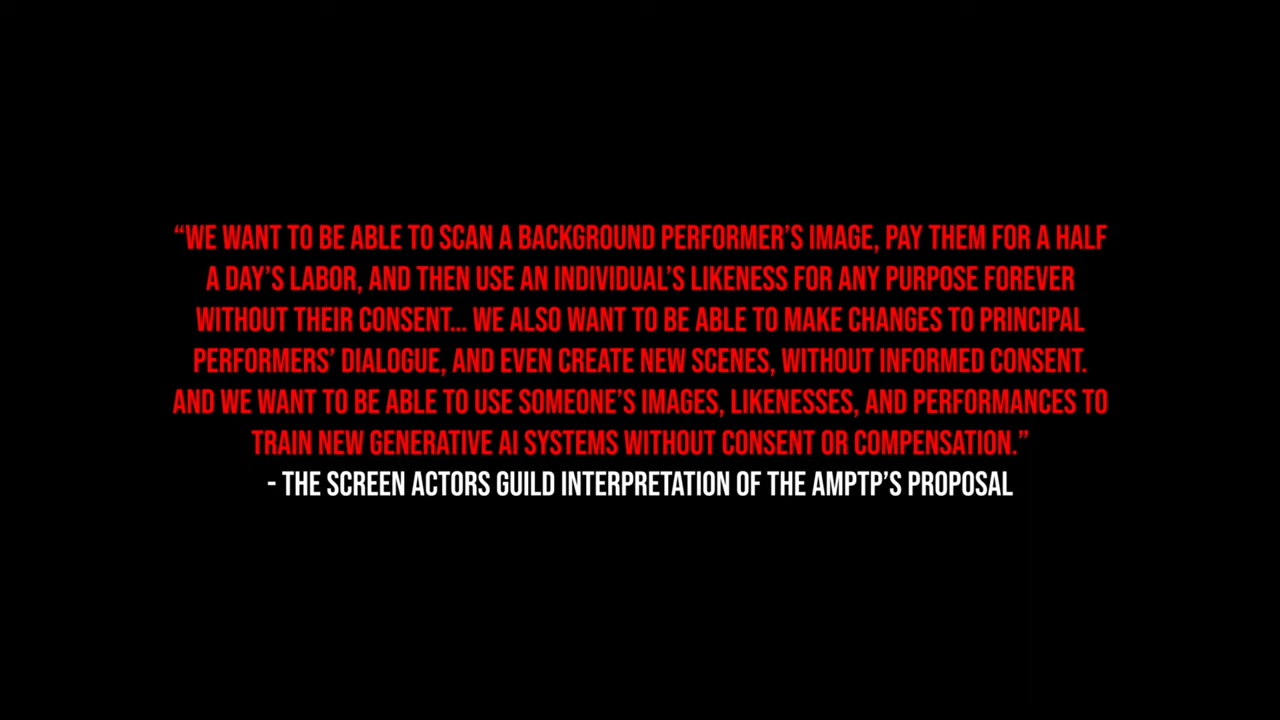 “WE WANT TO BE ABLE TO SCAN A BACKGROUND PERFORMER’S IMAGE, PAY THEM FOR A HALF
A DAY’S LABOR, AND THEN USE AN INDIVIDUAL’S LIKENESS FOR ANY PURPOSE FOREVER
WITHOUT THEIR CONSENT... WE ALSO WANT TO BE ABLE TO MAKE CHANGES TO PRINCIPAL
PERFORMERS’ DIALOGUE, AND EVEN CREATE NEW SCENES, WITHOUT INFORMED CONSENT.
AND WE WANT TO BE ABLE TO USE SOMEONE’S IMAGES, LIKENESSES, AND PERFORMANCES TO
TRAIN NEW GENERATIVE AI SYSTEMS WITHOUT CONSENT OR COMPENSATION.”
- THE SCREEN ACTORS GUILD INTERPRETATION OF THE AMPTP’S PROPOSAL